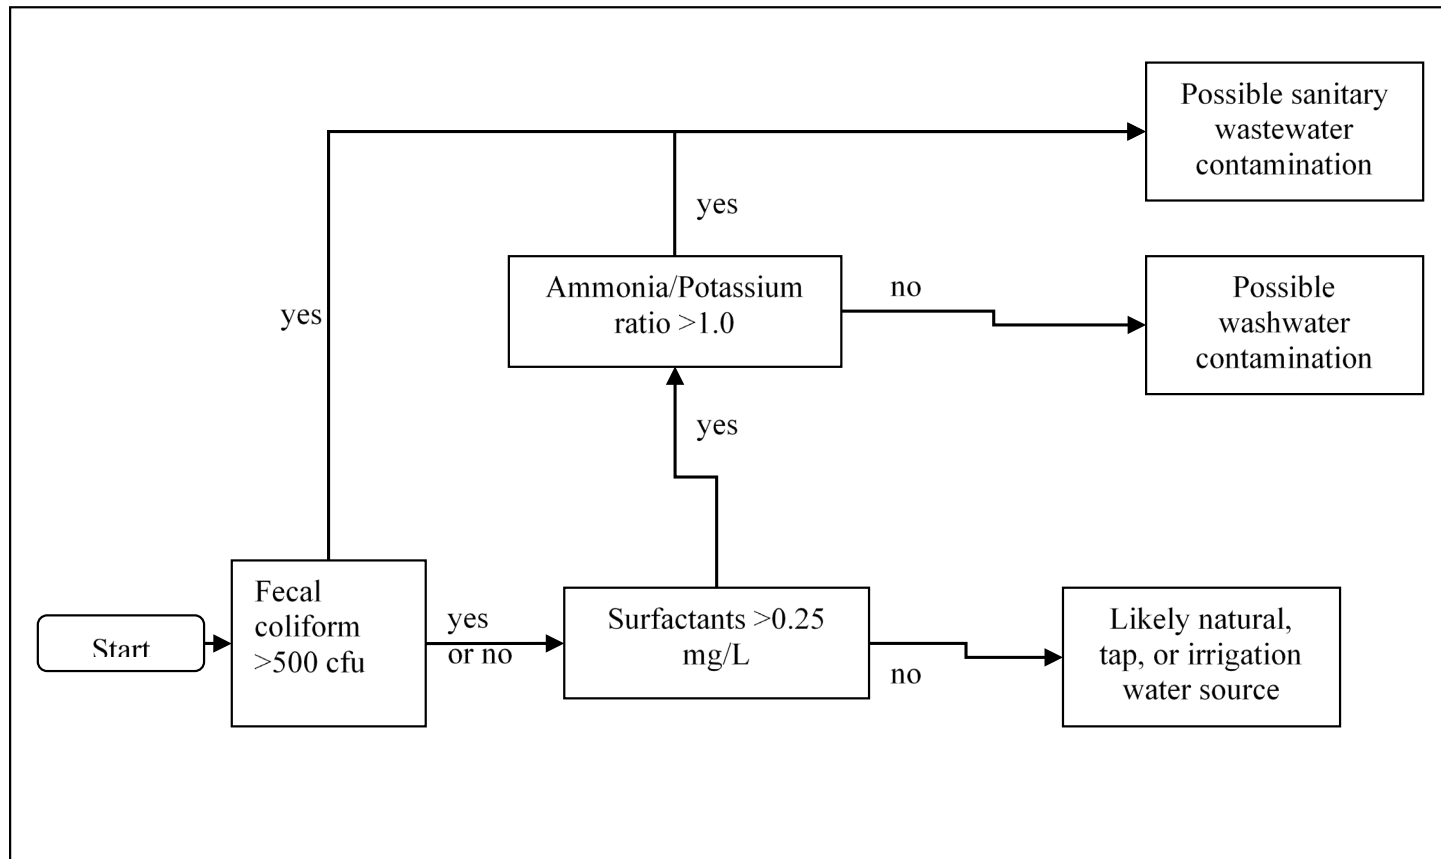 Possible sanitary
wastewater
contamination
yes
Ammonia/Potassium
ratio >1.0
no
Possible
washwater
contamination
yes
yes
Start
Fecal
coliform
>500 cfu
yes
or no
Surfactants >0.25
mg/L
no
Likely natural,
tap, or irrigation
water source